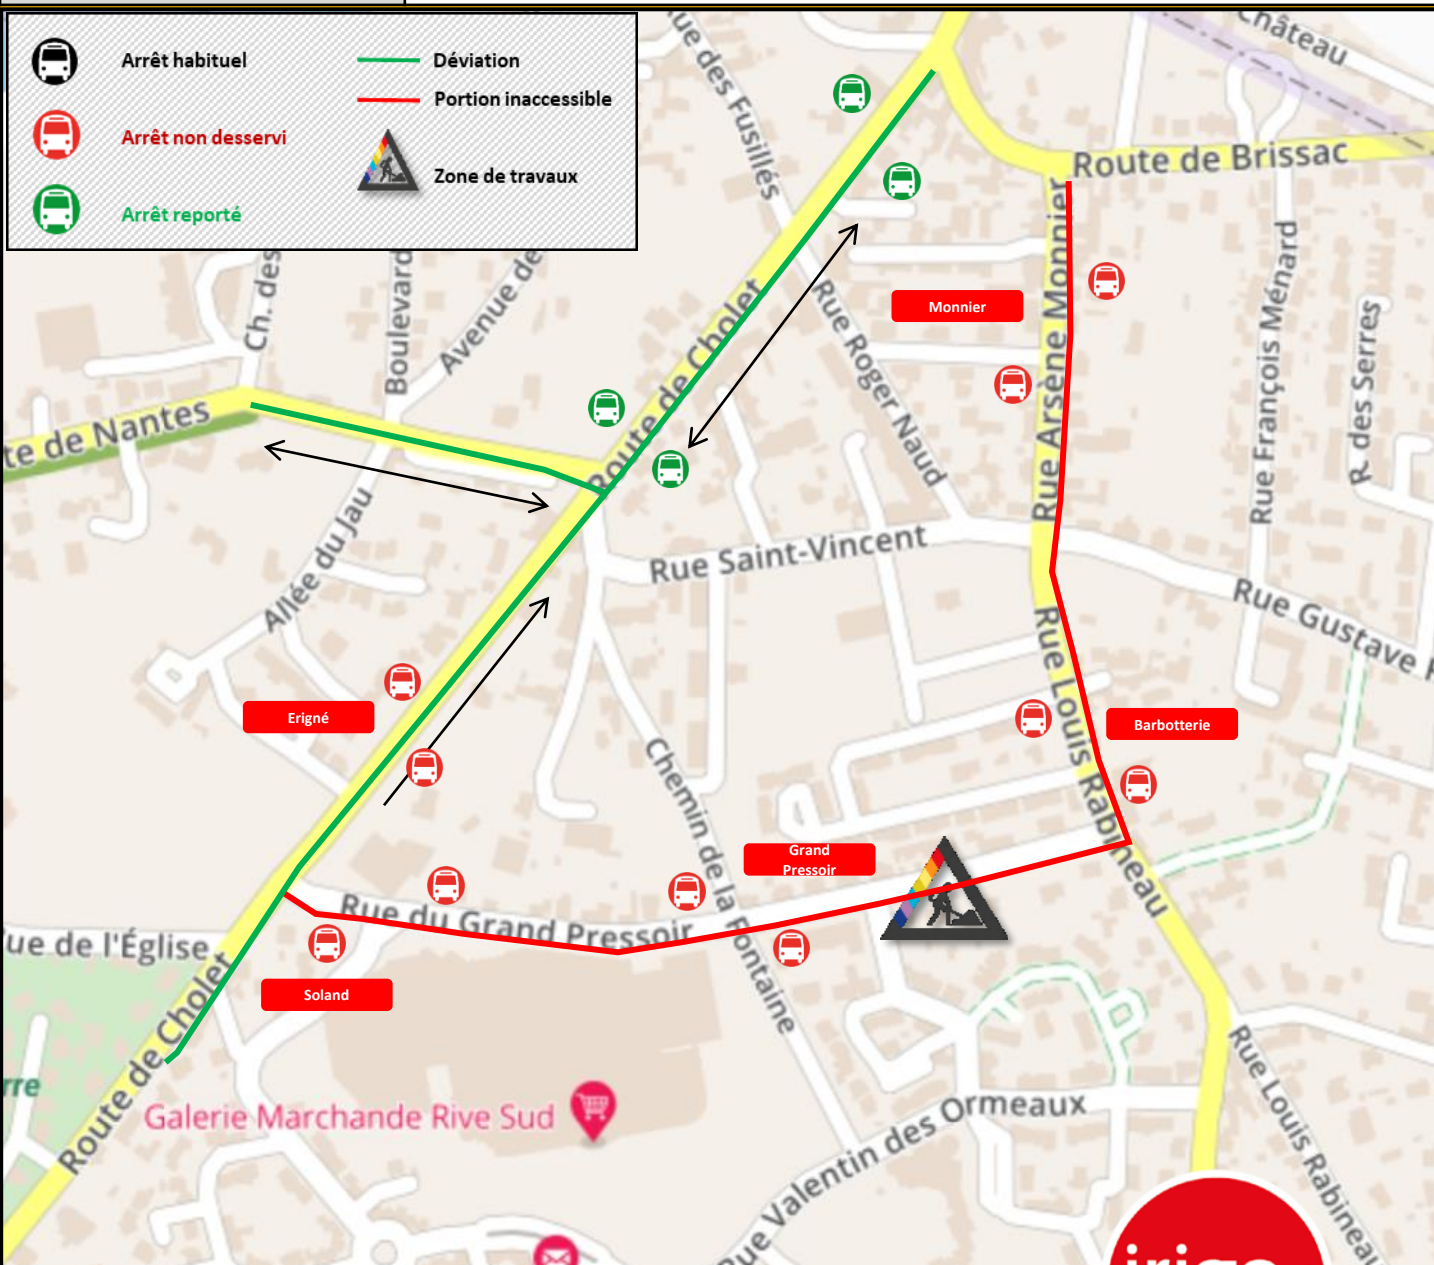 Arrêt habituel
Déviation
Portion inaccessible
Arrêt non desservi
Zone de travaux
Arrêt reporté
ue des Fusillés
Château
Route de Brissac
Ch. des
Boulevard
Avenue de
Route de Cholet
Rue Roger Naud
Monnier
Rue Arsène Monnier
Rue François Ménard
R. des Serres
te de Nantes
Allée du Jau
Rue Saint-Vincent
Rue Gustave
Erigné
Rue Louis Rabineau
Barbotterie
Chemin de la Fontaine
Grand
Pressoir
Rue du Grand Pressoir
ue de l'Église
Soland
Route de Cholet
rre
Galerie Marchande Rive Sud
Rue Valentin des Ormeaux
Rue Louis Rabineau
irigo